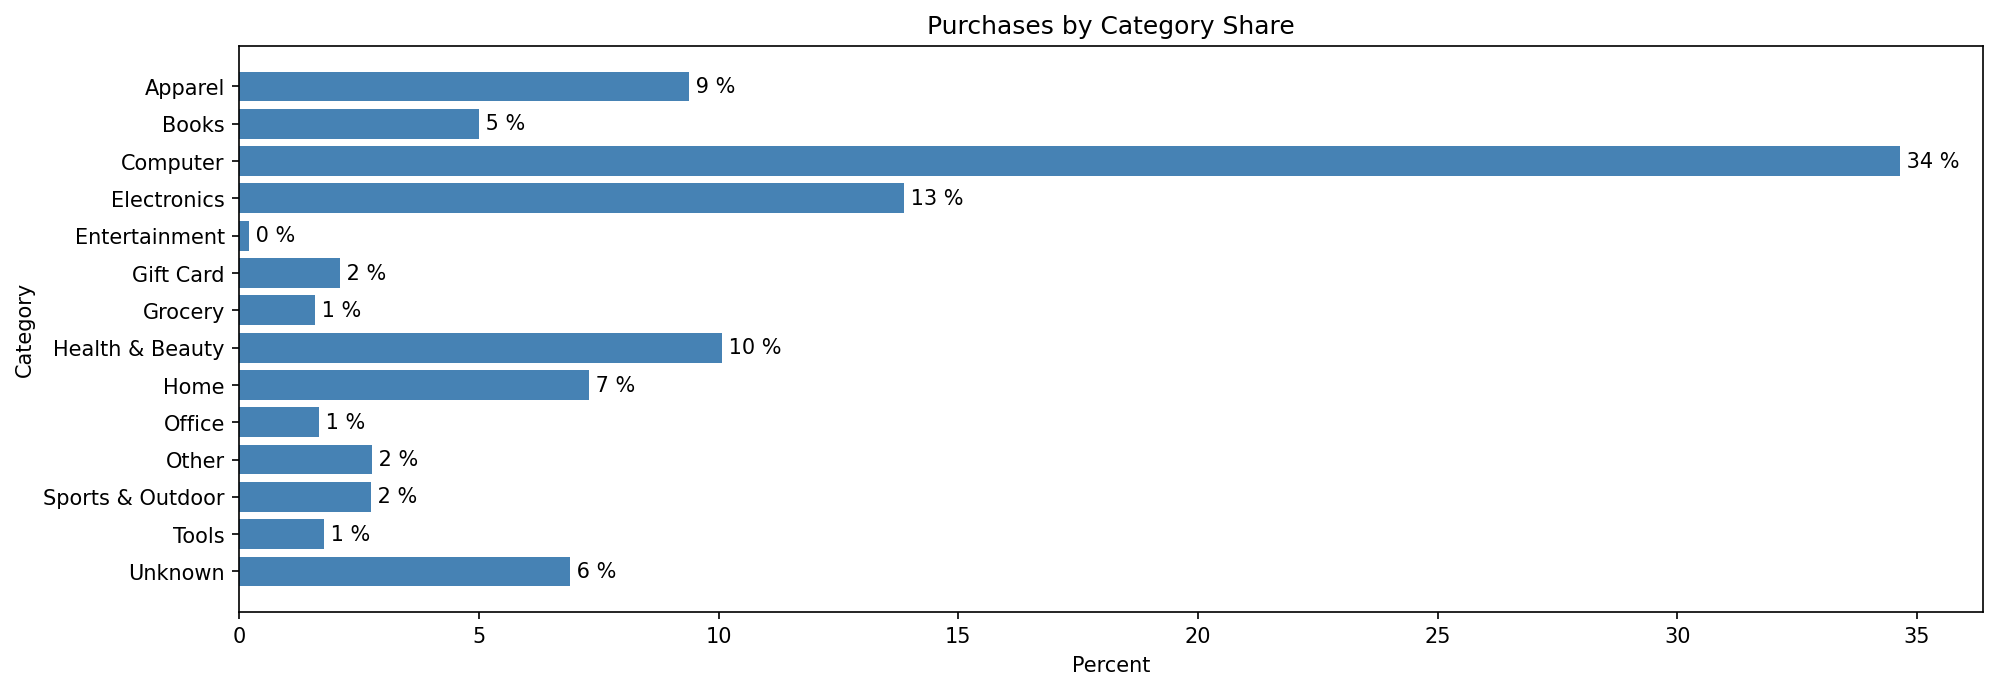 Purchases by Category Share
Category
Apparel 9 %
Books 5 %
Computer 34 %
Electronics 13 %
Entertainment 0 %
Gift Card 2 %
Grocery 1 %
Health & Beauty 10 %
Home 7 %
Office 1 %
Other 2 %
Sports & Outdoor 2 %
Tools 1 %
Unknown 6 %
0 5 10 15 20 25 30 35
Percent